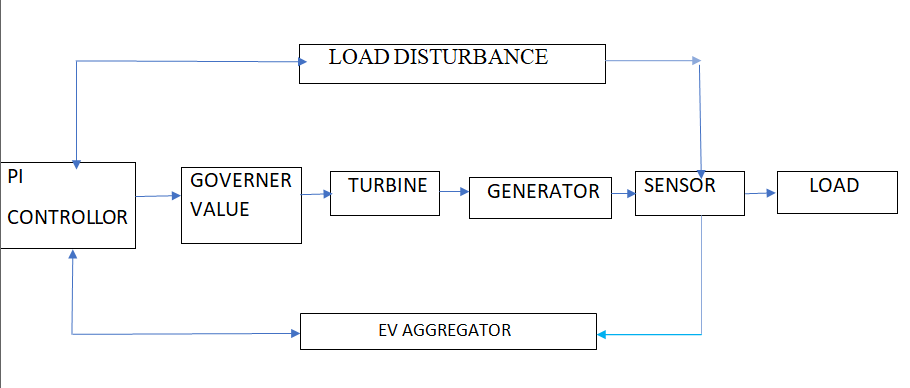 LOAD DISTURBANCE
PI
CONTROLLOR
GOVERNER
VALUE
TURBINE
GENERATOR
SENSOR
LOAD
EV AGGREGATOR